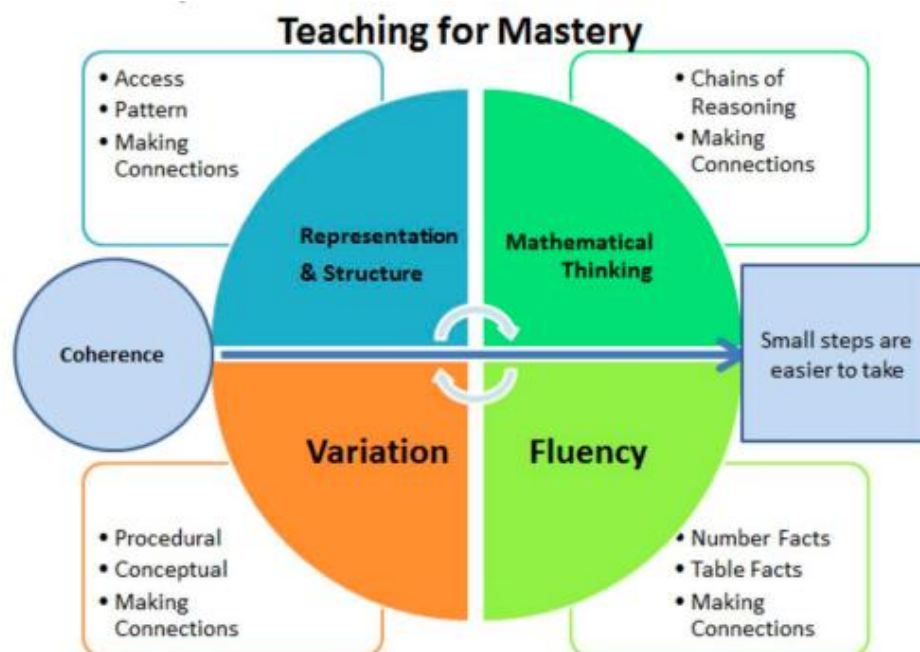 Teaching for Mastery
• Access
• Pattern
• Making
Connections
• Chains of
Reasoning
• Making
Connections
Representation
& Structure
Mathematical
Thinking
Coherence
Small steps are
easier to take
Variation
Fluency
• Procedural
• Conceptual
• Making
Connections
• Number Facts
• Table Facts
• Making
Connections